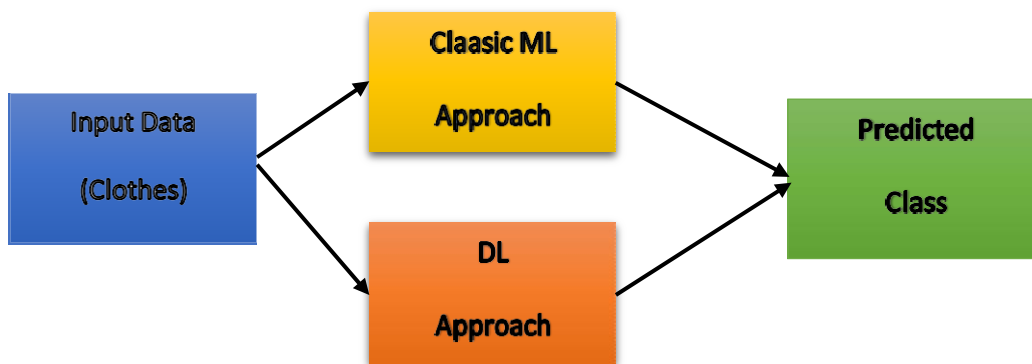 Input Data
(Clothes)
Claasic ML
Approach
DL
Approach
Predicted
Class